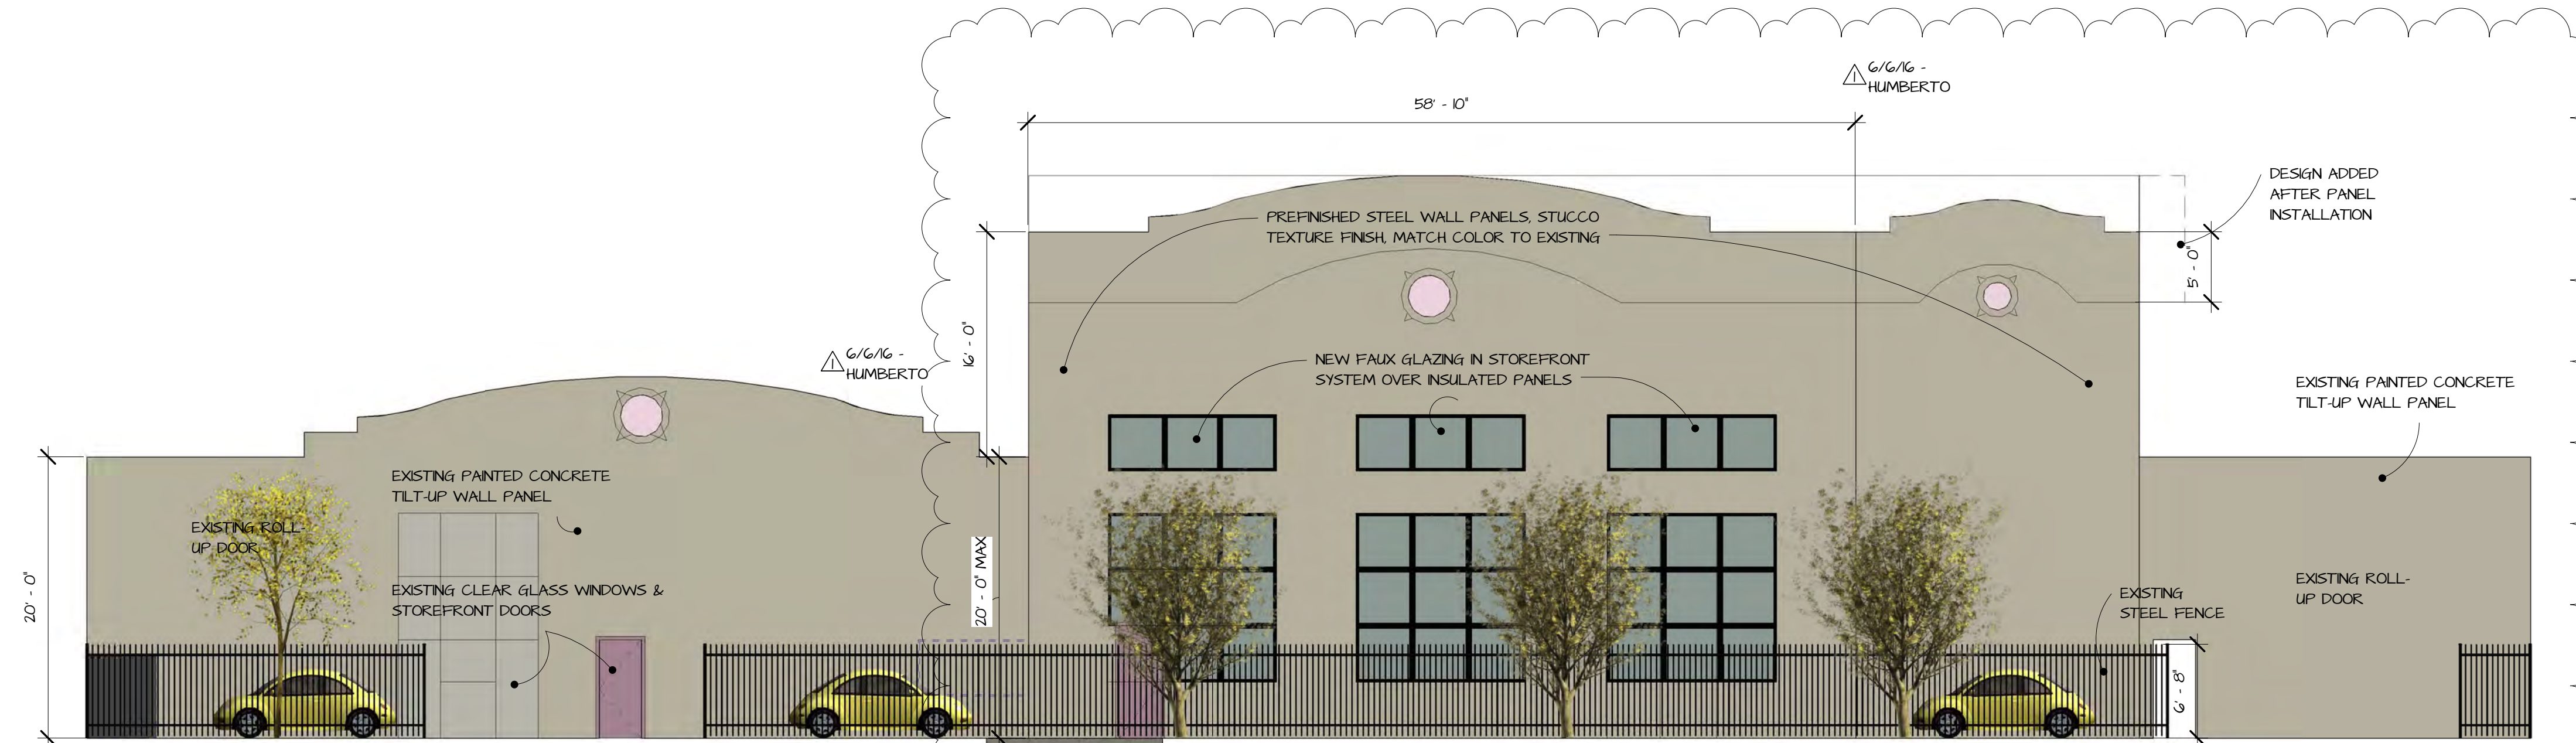 6/6/16 -
HUMBERTO
1
58' - 10"
DESIGN ADDED
AFTER PANEL
INSTALLATION
PREFINISHED STEEL WALL PANELS, STUCCO
TEXTURE FINISH, MATCH COLOR TO EXISTING
5' - 0"
16' - 0"
6/6/16 -
HUMBERTO
1
NEW FAUX GLAZING IN STOREFRONT
SYSTEM OVER INSULATED PANELS
EXISTING PAINTED CONCRETE
TILT-UP WALL PANEL
EXISTING PAINTED CONCRETE
TILT-UP WALL PANEL
EXISTING ROLL-
UP DOOR
20' - 0"
20' - 0" MAX
EXISTING CLEAR GLASS WINDOWS &
STOREFRONT DOORS
EXISTING
STEEL FENCE
EXISTING ROLL-
UP DOOR
6' - 8"